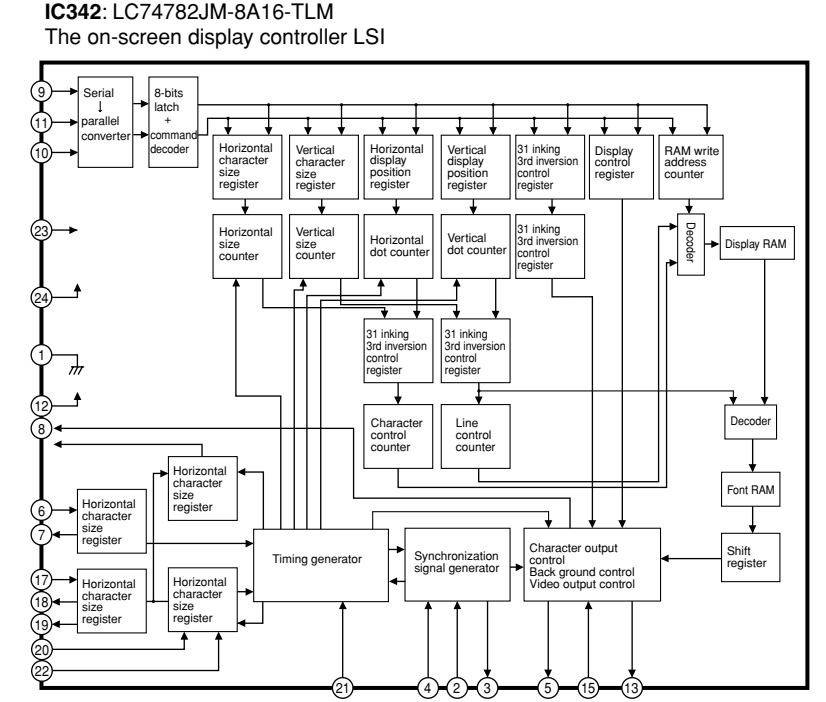 IC342: LC74782JM-8A16-TLM
The on-screen display controller LSI
9
11
10
23
24
1
12
8
6
7
17
18
19
20
22
Serial
↓
parallel
converter
8-bits
latch
+
command
decoder
Horizontal
character
size
register
Vertical
character
size
register
Horizontal
display
position
register
Vertical
display
position
register
31 inking
3rd inversion
control
register
Display
control
register
RAM write
address
counter
Horizontal
size
counter
Vertical
size
counter
Horizontal
dot counter
Vertical
dot counter
31 inking
3rd inversion
control
register
Decoder
Display RAM
31 inking
3rd inversion
control
register
31 inking
3rd inversion
control
register
Character
control
counter
Line
control
counter
Decoder
Font RAM
Shift
register
Horizontal
character
size
register
Horizontal
character
size
register
Horizontal
character
size
register
Horizontal
character
size
register
Timing generator
Synchronization
signal generator
Character output
control
Back ground control
Video output control
21
4
2
3
5
15
13